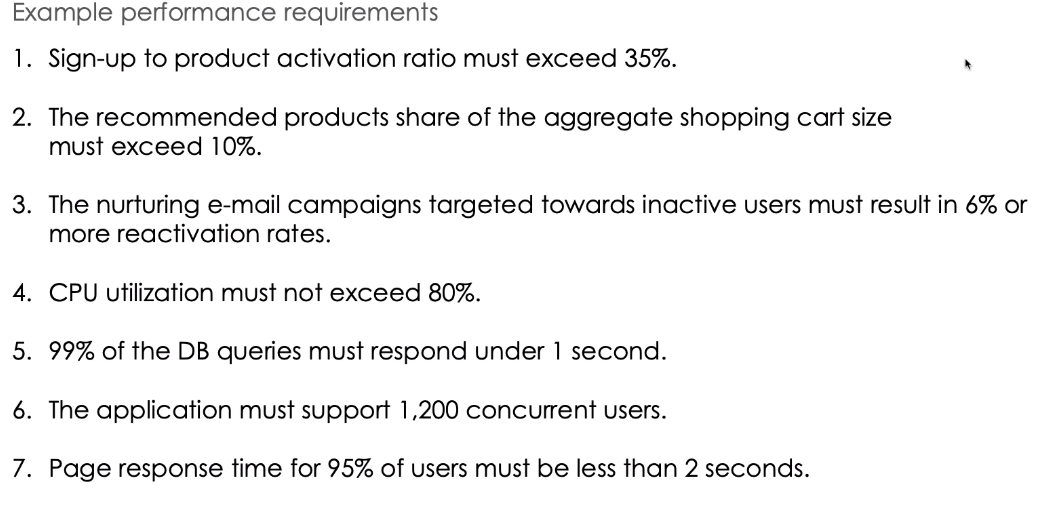 Example performance requirements
1. Sign-up to product activation ratio must exceed 35%.
2. The recommended products share of the aggregate shopping cart size
must exceed 10%.
3. The nurturing e-mail campaigns targeted towards inactive users must result in 6% or
more reactivation rates.
4. CPU utilization must not exceed 80%.
5. 99% of the DB queries must respond under 1 second.
6. The application must support 1,200 concurrent users.
7. Page response time for 95% of users must be less than 2 seconds.